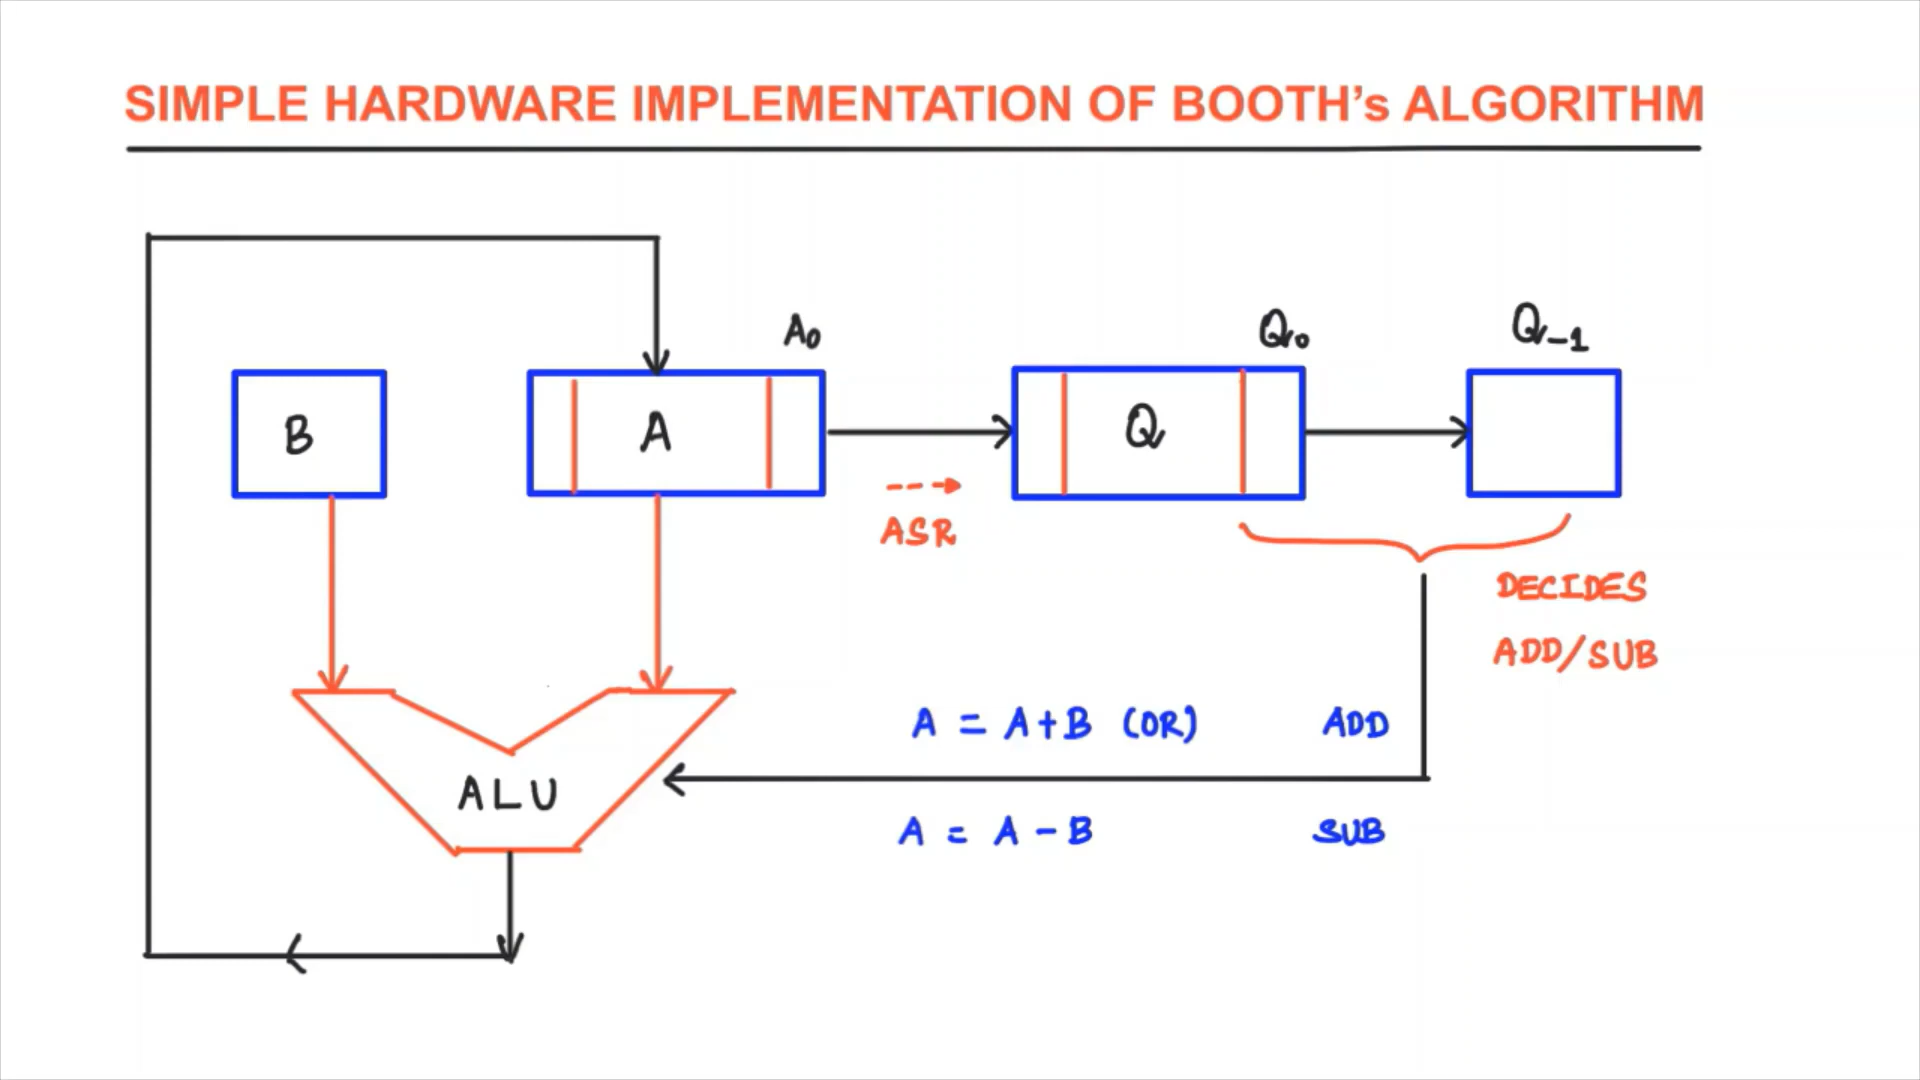 SIMPLE HARDWARE IMPLEMENTATION OF BOOTH's ALGORITHM
A₀
Q₀
Q₋₁
B
A
Q
ASR
DECIDES
ADD/SUB
A = A+B (OR)
ADD
ALU
A = A - B
SUB